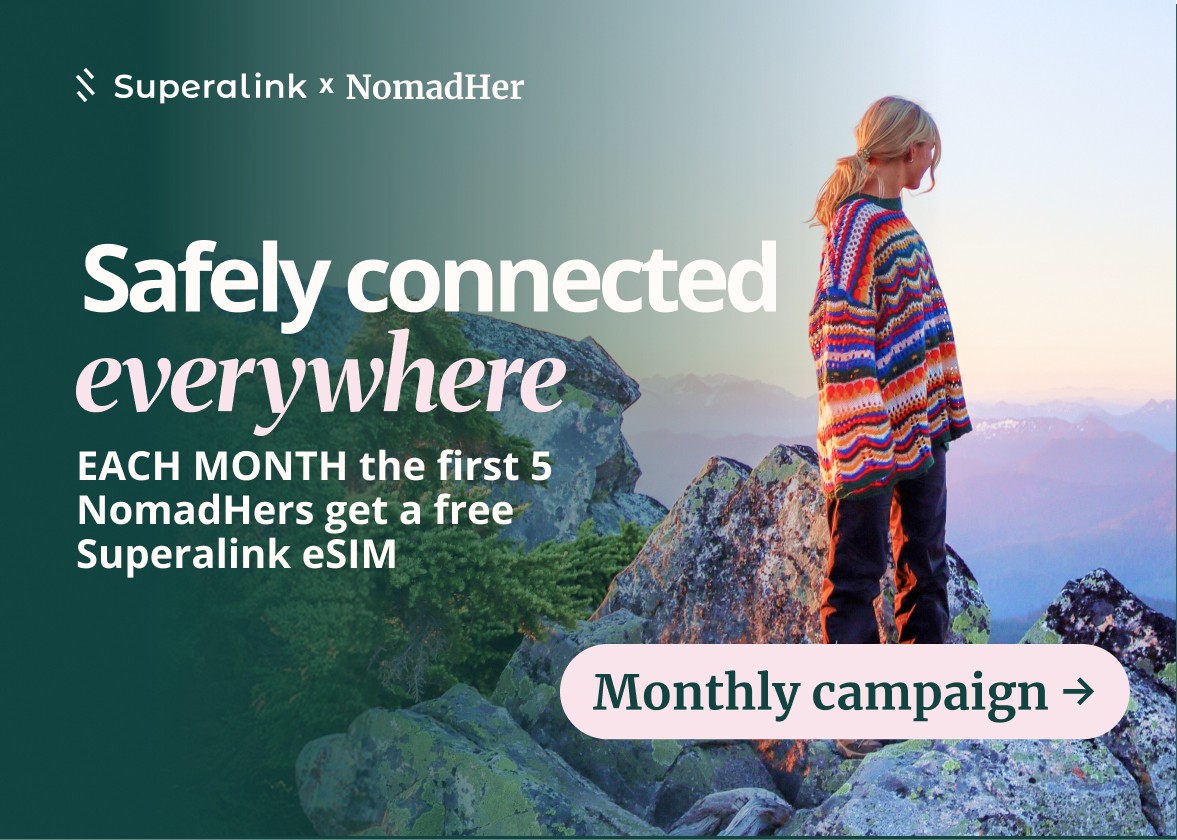 Superalink x NomadHer
Safely connected
everywhere
EACH MONTH the first 5
NomadHers get a free
Superalink eSIM
Monthly campaign →